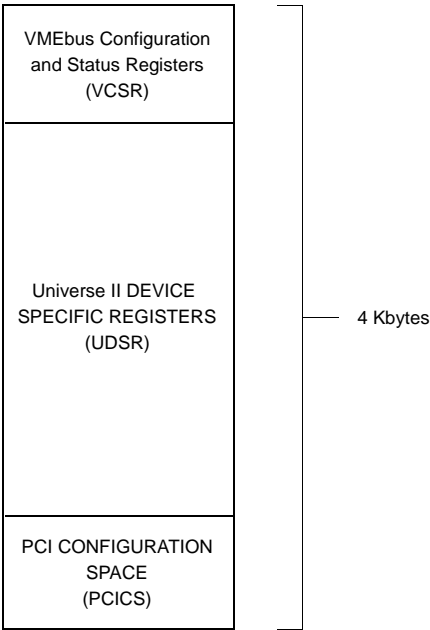 VMEbus Configuration
and Status Registers
(VCSR)
Universe II DEVICE
SPECIFIC REGISTERS
(UDSR)
4 Kbytes
PCI CONFIGURATION
SPACE
(PCICS)